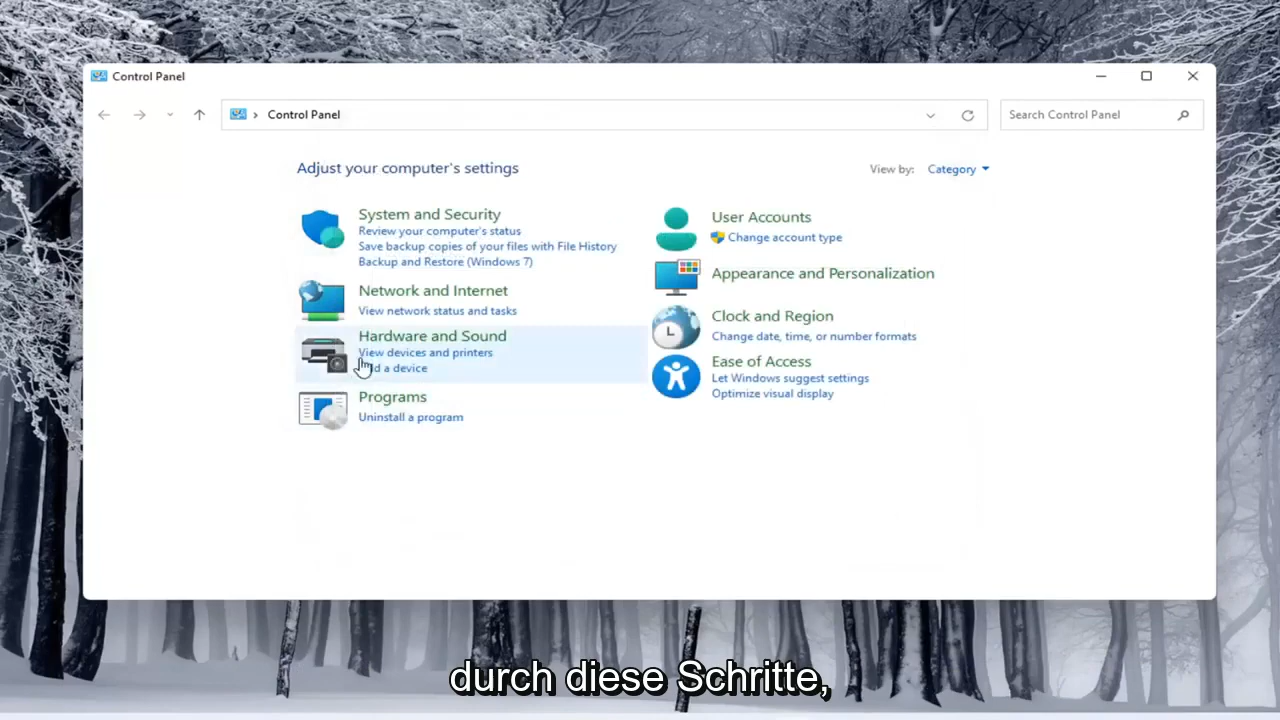 Control Panel
Control Panel
Search Control Panel
Adjust your computer's settings
View by: Category
System and Security
Review your computer's status
Save backup copies of your files with File History
Backup and Restore (Windows 7)
Network and Internet
View network status and tasks
Hardware and Sound
View devices and printers
a device
Programs
Uninstall a program
User Accounts
Change account type
Appearance and Personalization
Clock and Region
Change date, time, or number formats
Ease of Access
Let Windows suggest settings
Optimize visual display
durch diese Schritte,